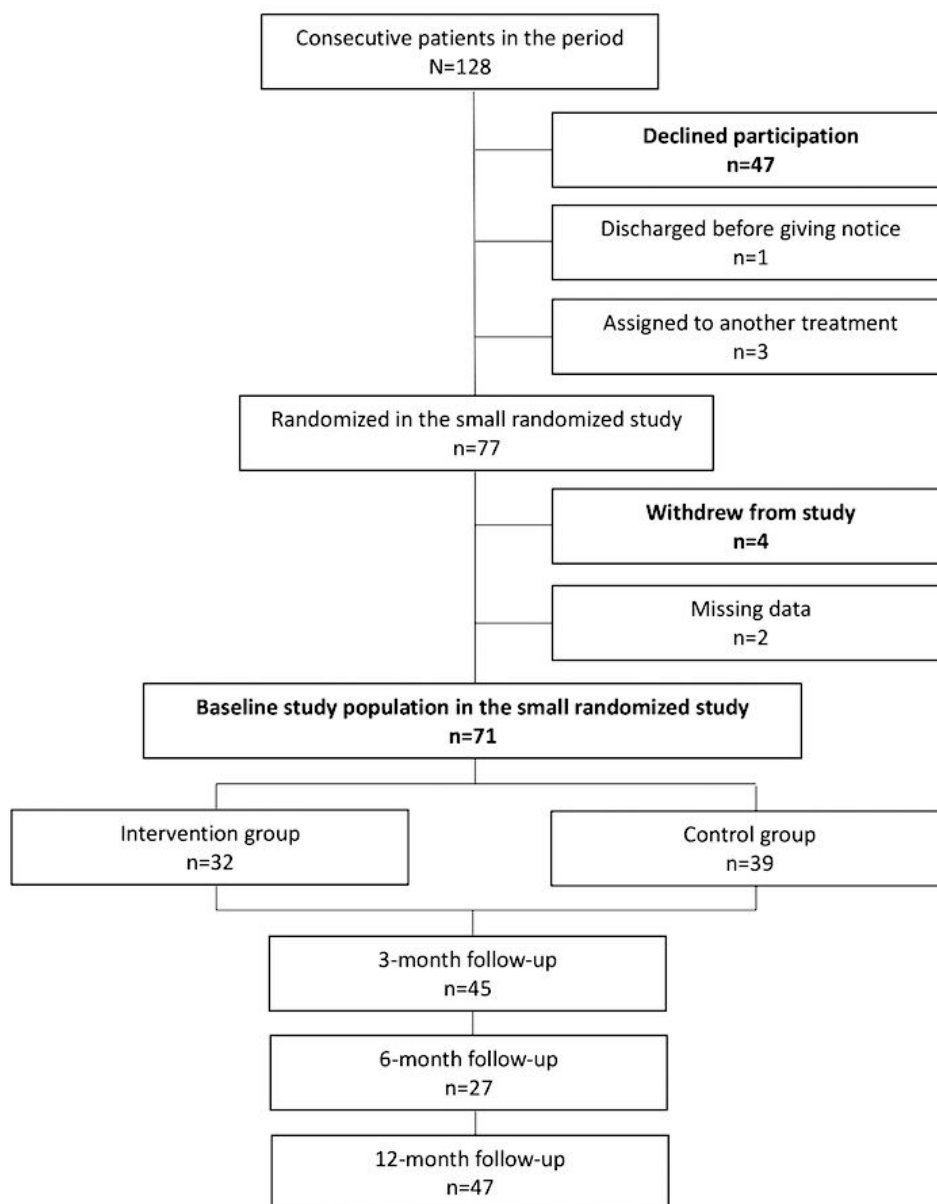 Consecutive patients in the period
N=128
Declined participation
n=47
Discharged before giving notice
n=1
Assigned to another treatment
n=3
Randomized in the small randomized study
n=77
Withdrew from study
n=4
Missing data
n=2
Baseline study population in the small randomized study
n=71
Intervention group
n=32
Control group
n=39
3-month follow-up
n=45
6-month follow-up
n=27
12-month follow-up
n=47